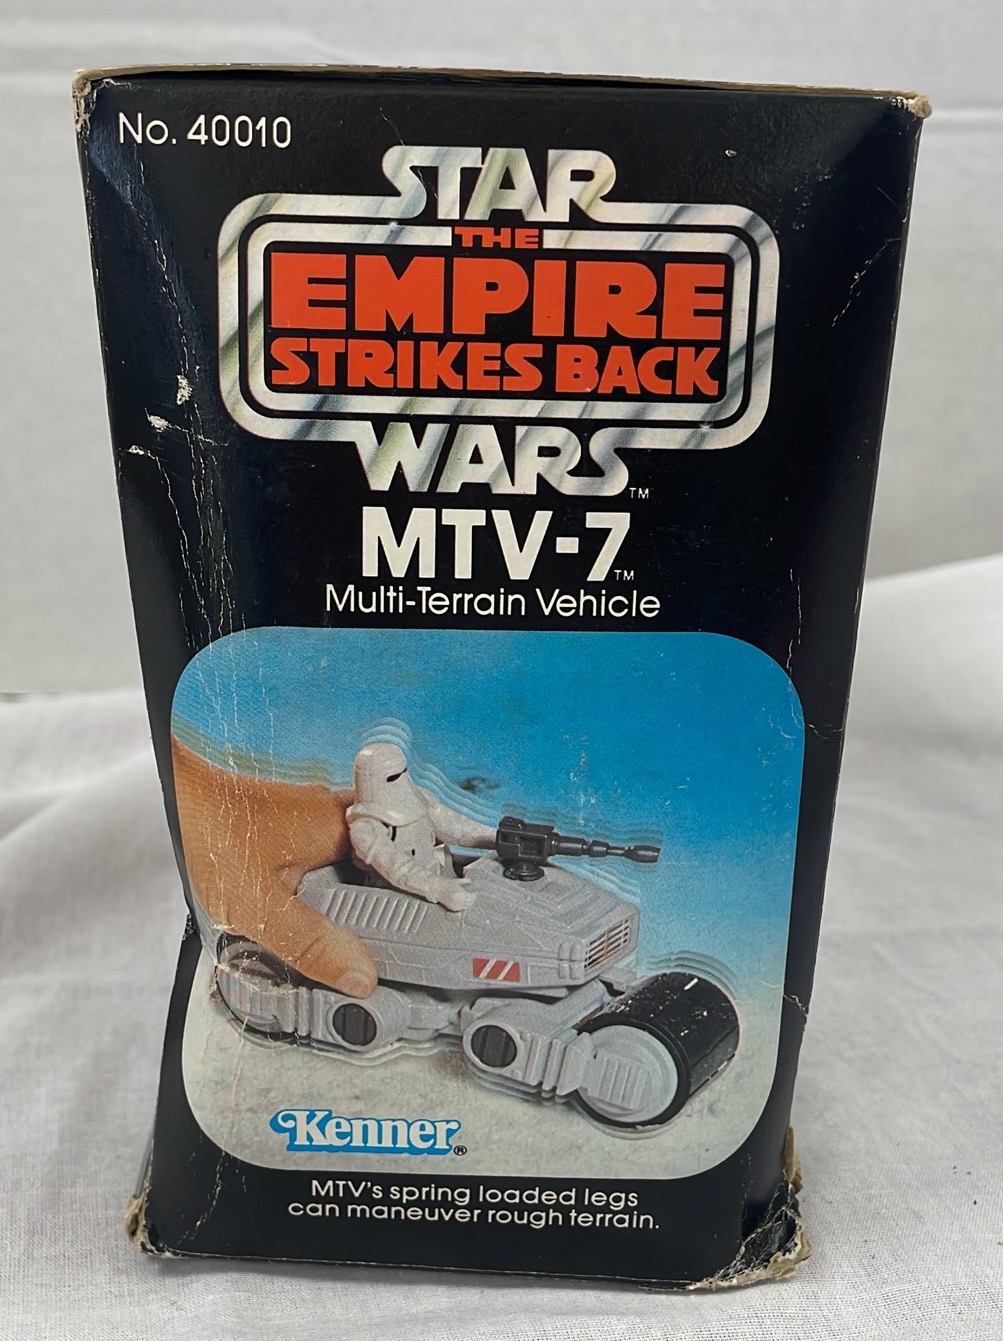 No. 40010
STAR
THE
EMPIRE
STRIKES BACK
WARS™
MTV-7™
Multi-Terrain Vehicle
Kenner®
MTV's spring loaded legs
can maneuver rough terrain.